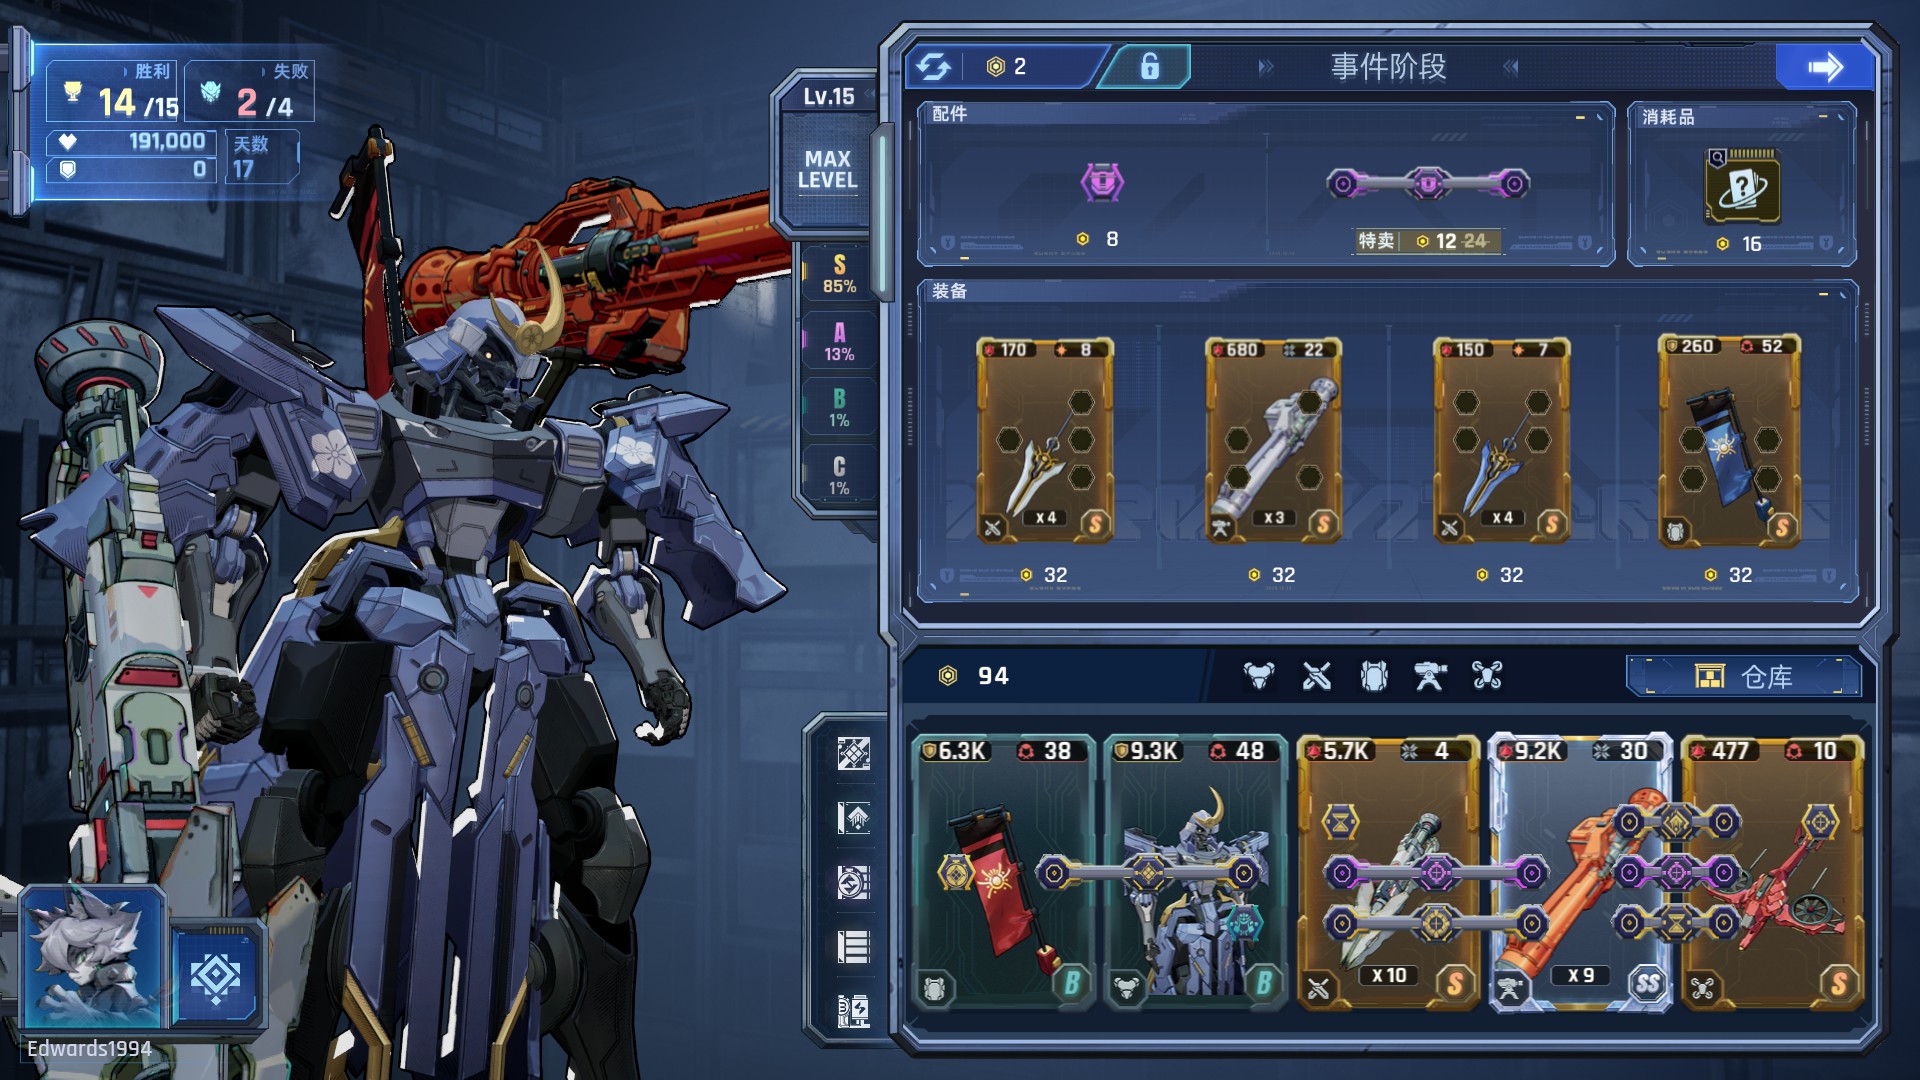 胜利
14/15
失败
2/4
191,000
0
天数
17
Lv.15
MAX
LEVEL
S
85%
A
13%
B
1%
C
1%
2
事件阶段
配件
8
特卖 12 24
消耗品
?
16
装备
170 8
x4
S
32
680 22
x3
S
32
150 7
x4
S
32
260 52
S
32
94
仓库
6.3K 38
B
9.3K 48
B
5.7K 4
x10
S
9.2K 30
x9
SS
477 10
S
Edwards1994